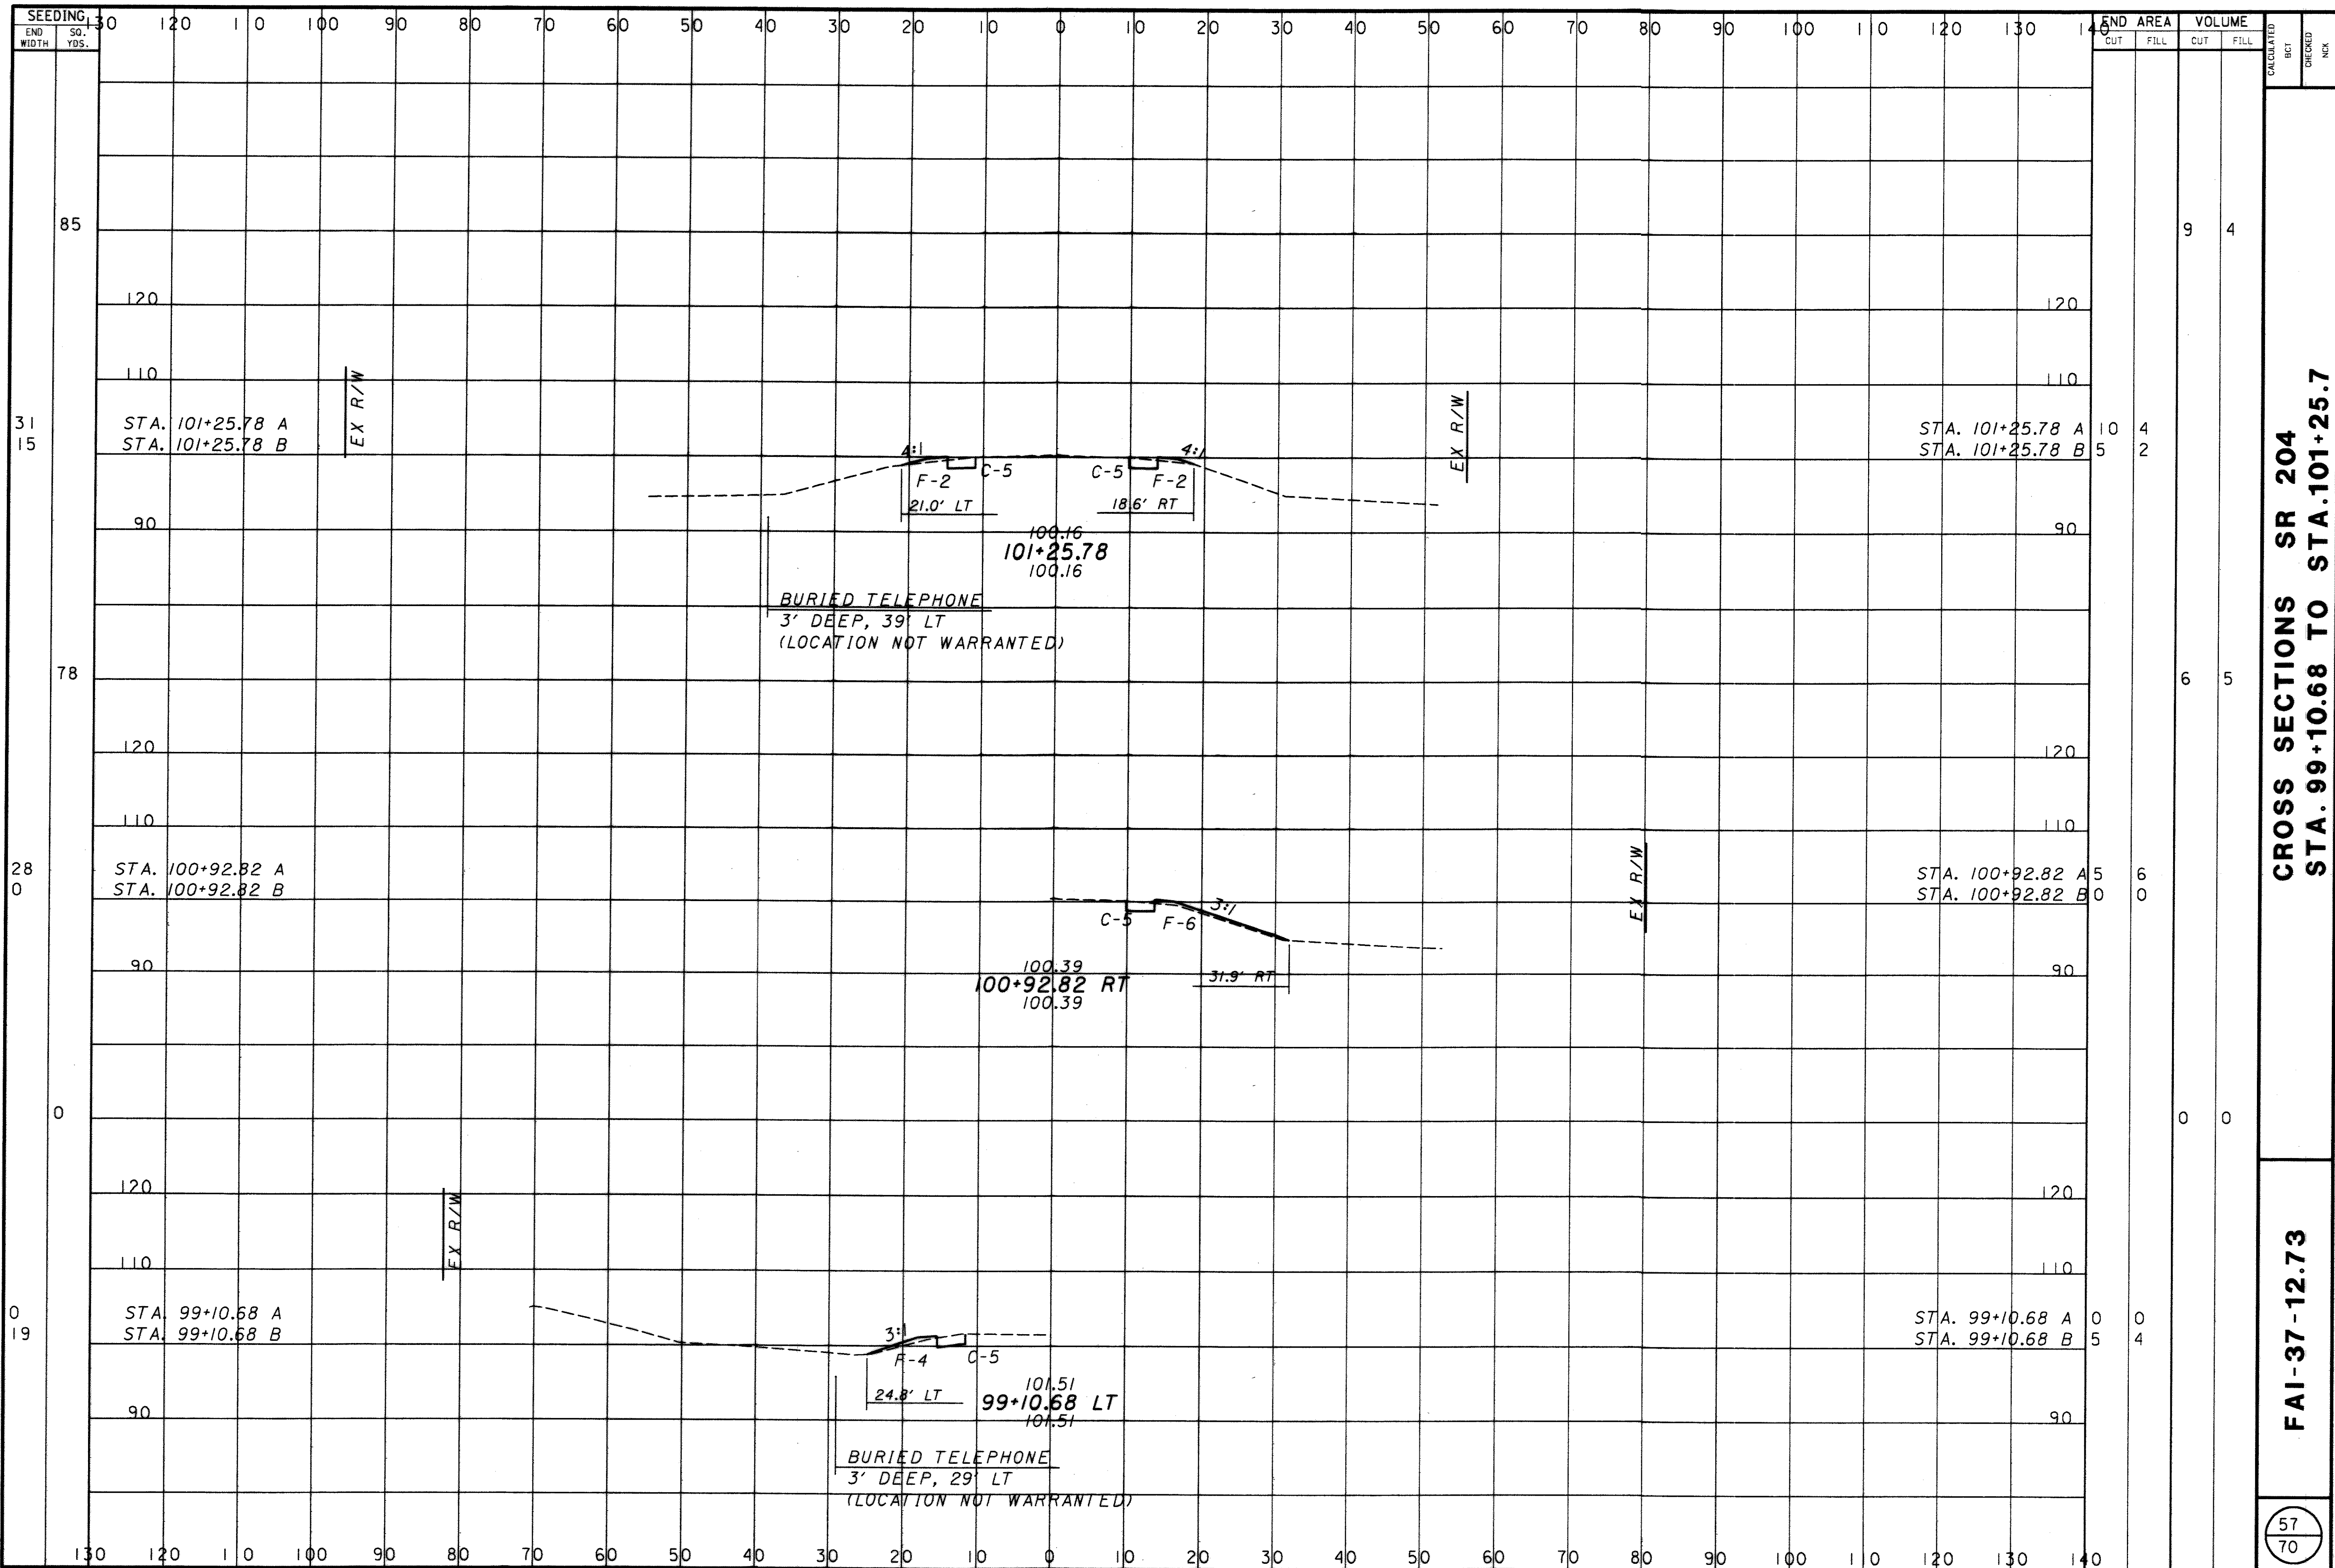 SEEDING
END WIDTH
SQ. YDS.
130 120 110 100 90 80 70 60 50 40 30 20 10 0 10 20 30 40 50 60 70 80 90 100 110 120 130 140
END AREA
VOLUME
CUT
FILL
CUT
FILL
CALCULATED
BCT
CHECKED
NCK
85
9 4
120 120
110 110
EX R/W
EX R/W
31
15
STA. 101+25.78 A
STA. 101+25.78 B
STA. 101+25.78 A 10 4
STA. 101+25.78 B 5 2
4:1
4:1
F-2
C-5
C-5
F-2
21.0' LT
18.6' RT
90 90
100.16
101+25.78
100.16
BURIED TELEPHONE
3' DEEP, 39' LT
(LOCATION NOT WARRANTED)
78
6 5
120 120
110 110
EX R/W
28
0
STA. 100+92.82 A
STA. 100+92.82 B
STA. 100+92.82 A 5 6
STA. 100+92.82 B 0 0
3:1
C-5
F-6
90 90
100.39
100+92.82 RT
100.39
31.9' RT
0
0 0
120 120
EX R/W
110 110
0
19
STA. 99+10.68 A
STA. 99+10.68 B
STA. 99+10.68 A 0 0
STA. 99+10.68 B 5 4
3:1
F-4
C-5
24.8' LT
90 90
101.51
99+10.68 LT
101.51
BURIED TELEPHONE
3' DEEP, 29' LT
(LOCATION NOT WARRANTED)
130 120 110 100 90 80 70 60 50 40 30 20 10 0 10 20 30 40 50 60 70 80 90 100 110 120 130 140
CROSS SECTIONS SR 204
STA. 99+10.68 TO STA.101+25.7
FAI-37-12.73
57
70